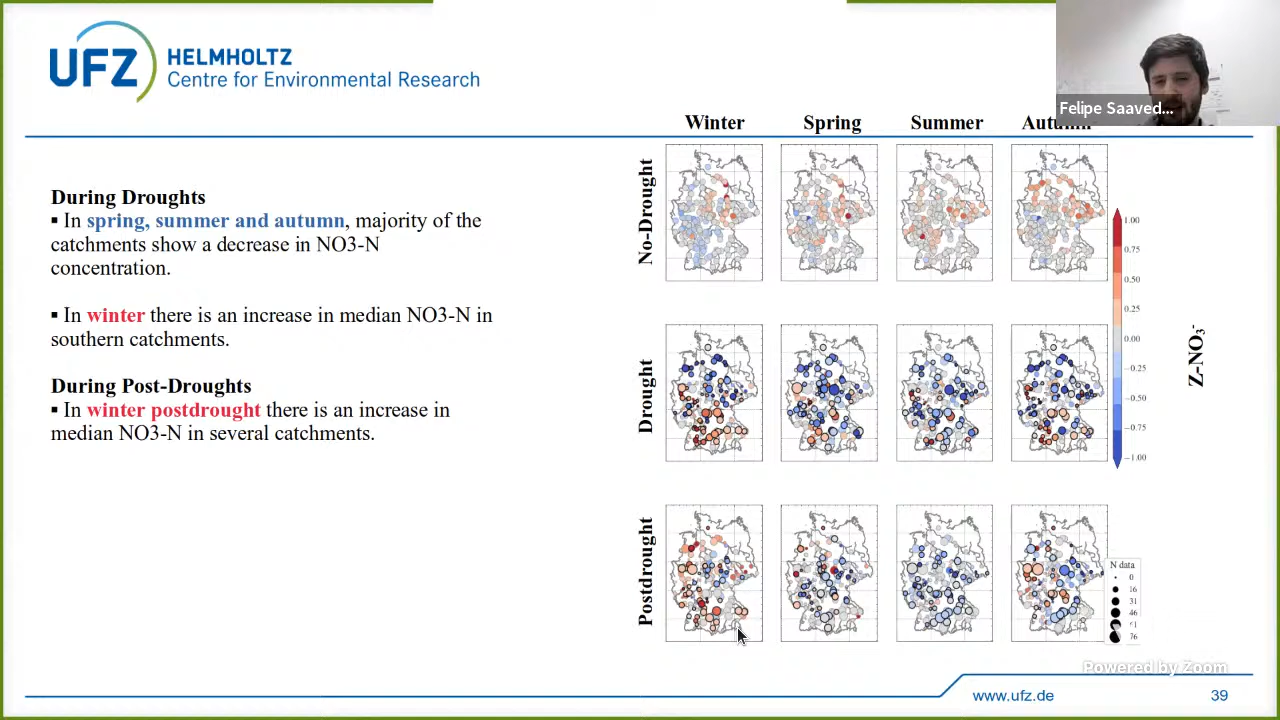 UFZ HELMHOLTZ
Centre for Environmental Research
Felipe Saaved...
Winter Spring Summer
During Droughts
▪ In spring, summer and autumn, majority of the
catchments show a decrease in NO3-N
concentration.
▪ In winter there is an increase in median NO3-N in
southern catchments.
During Post-Droughts
▪ In winter postdrought there is an increase in
median NO3-N in several catchments.
No-Drought
Drought
Postdrought
1.00
0.75
0.50
0.25
0.00
−0.25
−0.50
−0.75
−1.00
Z-NO₃⁻
N data
0
16
31
46
76
Powered by Zoom
www.ufz.de
39